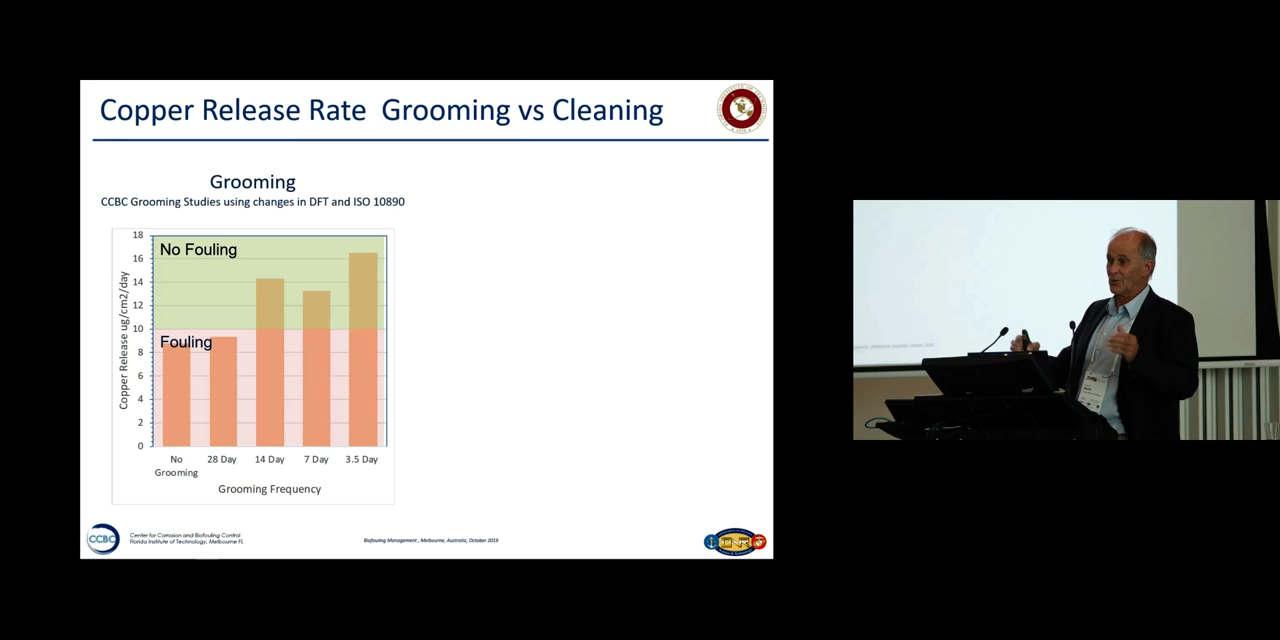 Copper Release Rate Grooming vs Cleaning
Grooming
CCBC Grooming Studies using changes in DFT and ISO 10890
18
16
14
12
10
8
6
4
2
0
Copper Release ug/cm2/day
No Fouling
Fouling
No Grooming
28 Day
14 Day
7 Day
3.5 Day
Grooming Frequency
CCBC
Center for Corrosion and Biofouling Control
Florida Institute of Technology, Melbourne FL
Biofouling Management , Melbourne, Australia, October 2019